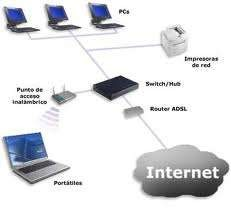 PCs
Impresoras
de red
Punto de
acceso
inalámbrico
Switch/Hub
Router ADSL
Portátiles
Internet